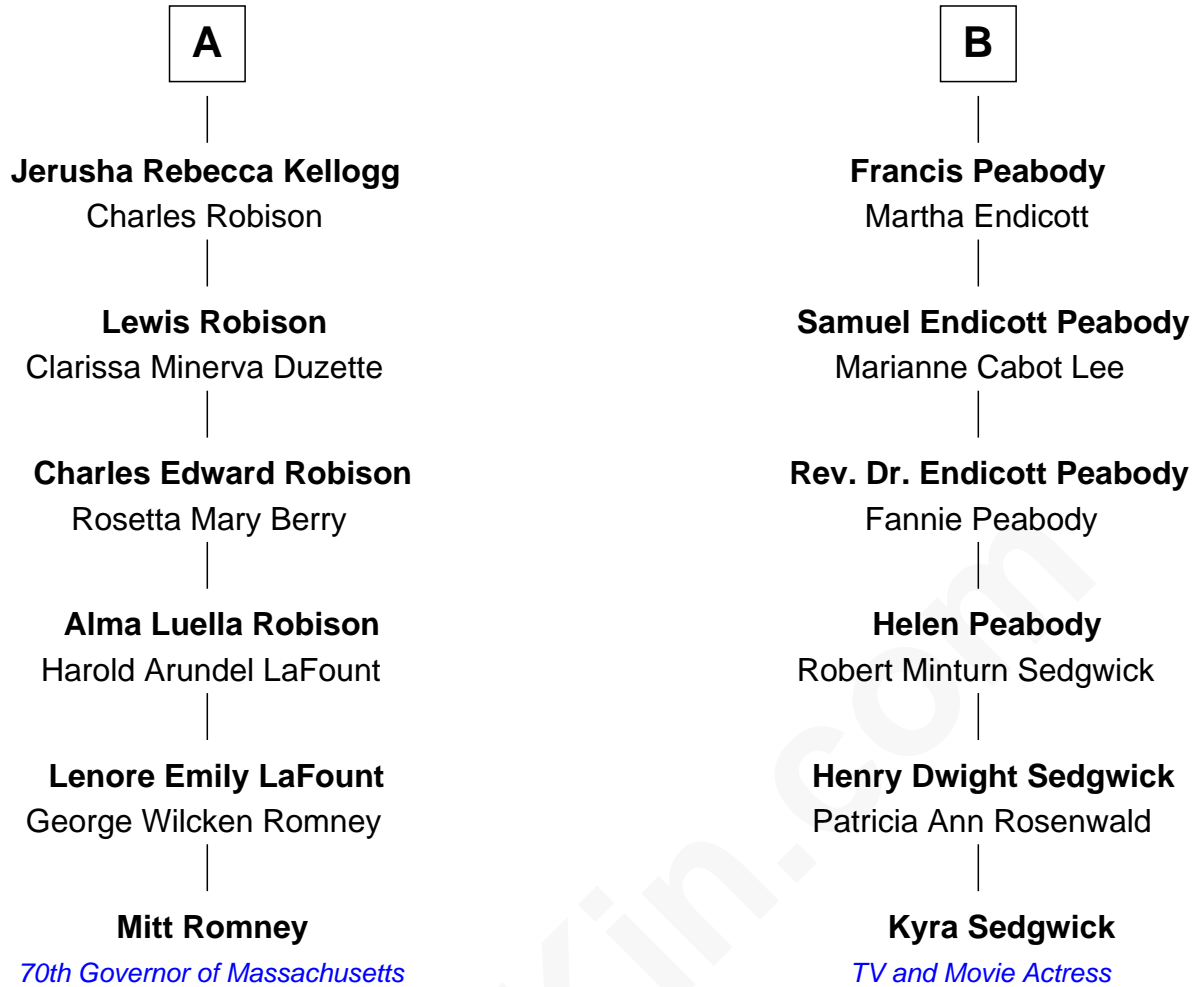 A
Jerusha Rebecca Kellogg
Charles Robison
Lewis Robison
Clarissa Minerva Duzette
Charles Edward Robison
Rosetta Mary Berry
Alma Luella Robison
Harold Arundel LaFount
Lenore Emily LaFount
George Wilcken Romney
Mitt Romney
70th Governor of Massachusetts
B
Francis Peabody
Martha Endicott
Samuel Endicott Peabody
Marianne Cabot Lee
Rev. Dr. Endicott Peabody
Fannie Peabody
Helen Peabody
Robert Minturn Sedgwick
Henry Dwight Sedgwick
Patricia Ann Rosenwald
Kyra Sedgwick
TV and Movie Actress